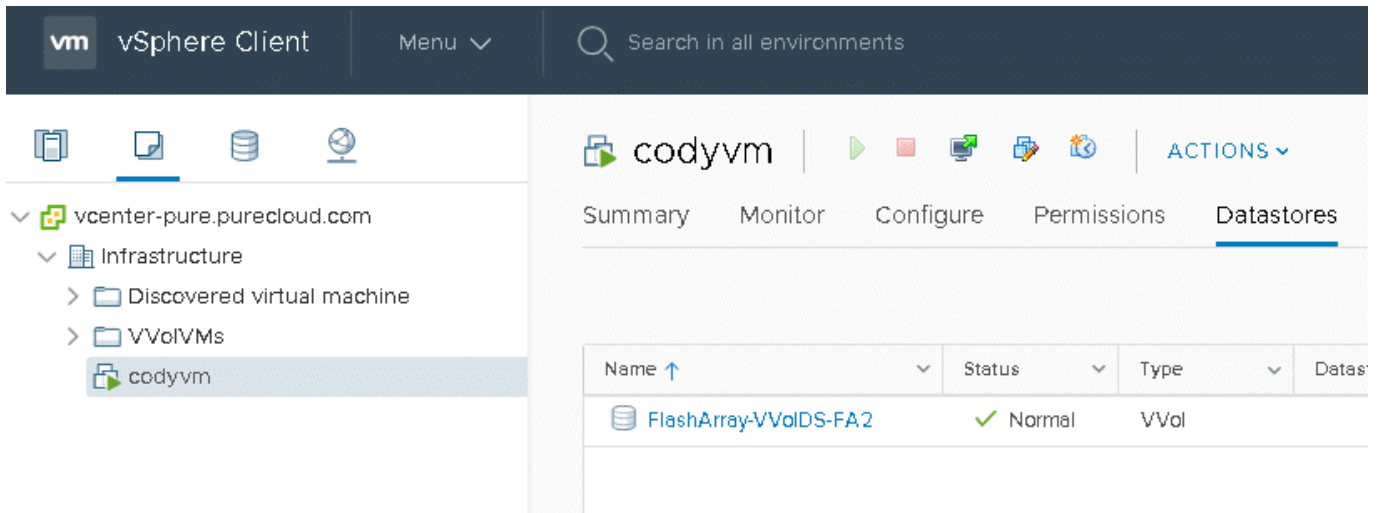 vm vSphere Client Menu Search in all environments
codyvm ACTIONS
Summary Monitor Configure Permissions Datastores
vcenter-pure.purecloud.com
Infrastructure
Discovered virtual machine
VVolVMs
codyvm
Name Status Type
FlashArray-VVolDS-FA2 Normal VVol